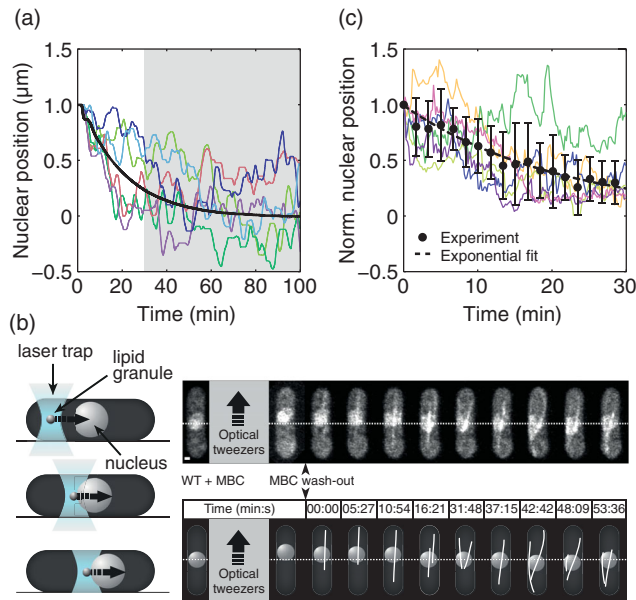 (a)
Nuclear position (μm)
1.5
1.0
0.5
0
−0.5
0 20 40 60 80 100
Time (min)
(c)
Norm. nuclear position
1.5
1.0
0.5
0
−0.5
Experiment
Exponential fit
0 10 20 30
Time (min)
(b)
laser trap
lipid
granule
nucleus
Optical
tweezers
WT + MBC
MBC wash-out
Time (min:s) 00:00 05:27 10:54 16:21 31:48 37:15 42:42 48:09 53:36
Optical
tweezers